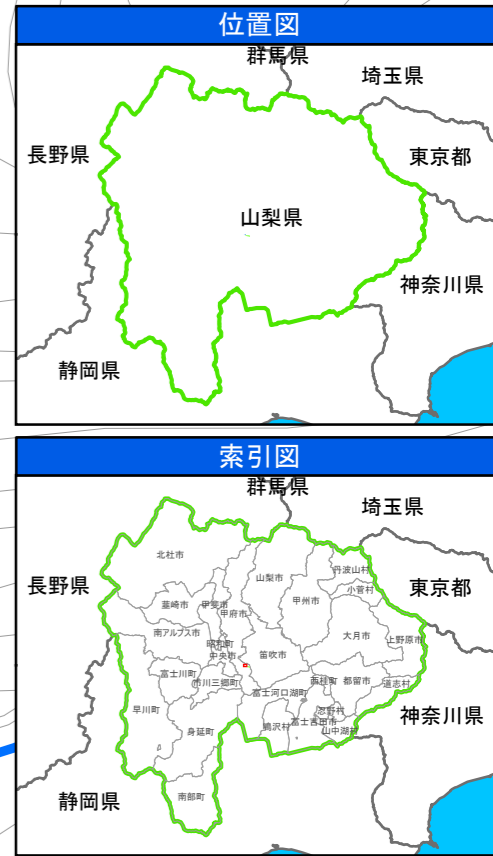 位置図
群馬県
埼玉県
長野県
東京都
山梨県
神奈川県
静岡県
索引図
群馬県
埼玉県
北杜市
丹波山村
山梨市
長野県
小菅村
東京都
甲州市
韮崎市
甲斐市
甲府市
南アルプス市
大月市
上野原市
昭和町
中央市
笛吹市
富士川町
西桂町
都留市
道志村
市川三郷町
富士河口湖町
早川町
忍野村
神奈川県
身延町
鳴沢村
富士吉田市
山中湖村
静岡県
南部町